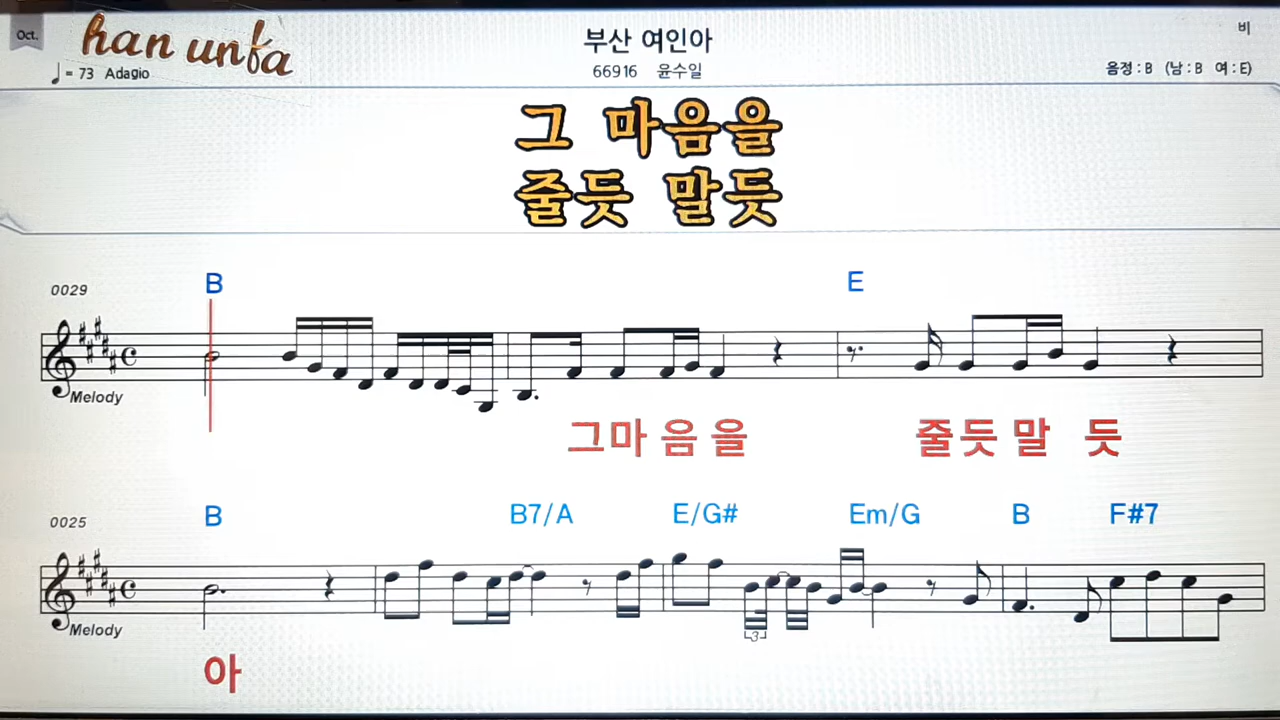 Oct.
han unfa
부산 여인아
비
♩= 73 Adagio
66916 윤수일
음정 : B (남 : B 여 : E)
그 마음을
줄듯 말듯
0029
B E
Melody
그마 음 을 줄듯 말 듯
0025
B B7/A E/G# Em/G B F#7
3
Melody
아